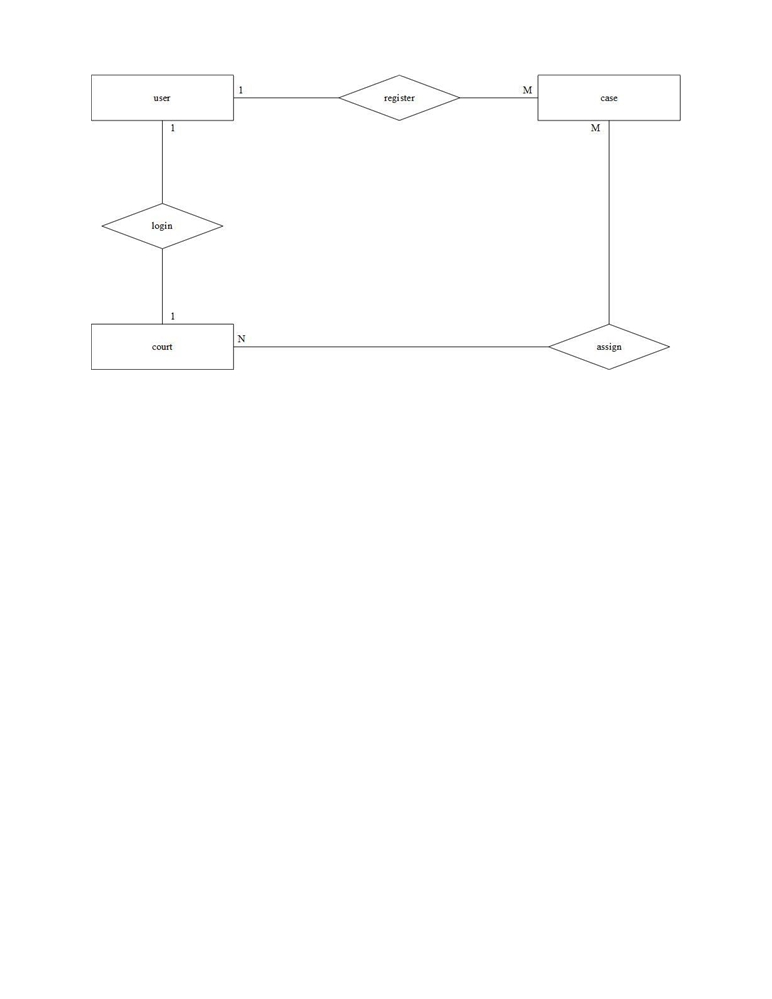 user
1
register
M
case
1
M
login
1
court
N
assign